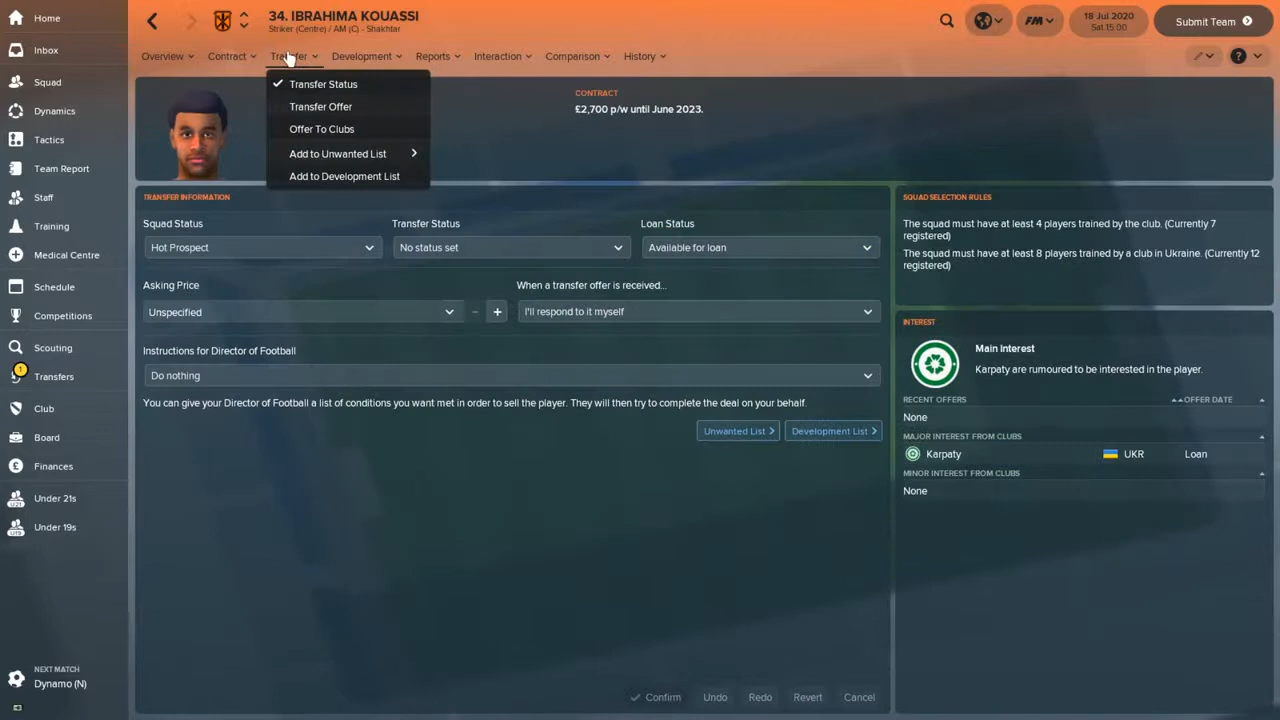 34. IBRAHIMA KOUASSI
Striker (Centre) / AM (C) - Shakhtar
FM
18 Jul 2020
Sat 15:00
Submit Team
Overview
Contract
Transfer
Development
Reports
Interaction
Comparison
History
Home
Inbox
Squad
Dynamics
Tactics
Team Report
Staff
Training
Medical Centre
Schedule
Competitions
Scouting
1
Transfers
Club
Board
Finances
U21
Under 21s
U19
Under 19s
NEXT MATCH
Dynamo (N)
Transfer Status
Transfer Offer
Offer To Clubs
Add to Unwanted List
Add to Development List
CONTRACT
£2,700 p/w until June 2023.
TRANSFER INFORMATION
Squad Status
Transfer Status
Loan Status
Hot Prospect
No status set
Available for loan
Asking Price
When a transfer offer is received...
Unspecified
- +
I'll respond to it myself
Instructions for Director of Football
Do nothing
You can give your Director of Football a list of conditions you want met in order to sell the player. They will then try to complete the deal on your behalf.
Unwanted List
Development List
Confirm
Undo
Redo
Revert
Cancel
SQUAD SELECTION RULES
The squad must have at least 4 players trained by the club. (Currently 7
registered)
The squad must have at least 8 players trained by a club in Ukraine. (Currently 12
registered)
INTEREST
Main Interest
Karpaty are rumoured to be interested in the player.
RECENT OFFERS
OFFER DATE
None
MAJOR INTEREST FROM CLUBS
Karpaty
UKR
Loan
MINOR INTEREST FROM CLUBS
None